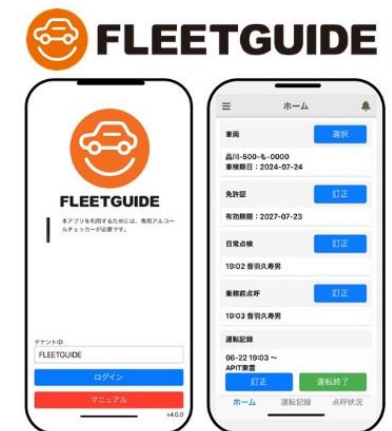 FLEETGUIDE
FLEETGUIDE
本アプリを利用するためには、専用アルコー
ルチェッカーが必要です。
テナントID
FLEETGUIDE
ログイン
マニュアル
v4.0.0
ホーム
車両
選択
品川-500-も-0000
車検期日：2024-07-24
免許証
訂正
有効期限：2027-07-23
日常点検
訂正
19:02 音羽久寿男
乗務前点呼
訂正
19:03 音羽久寿男
運転記録
06-22 19:03 ～
APIT東雲
訂正
運転終了
ホーム
運転記録
点呼状況